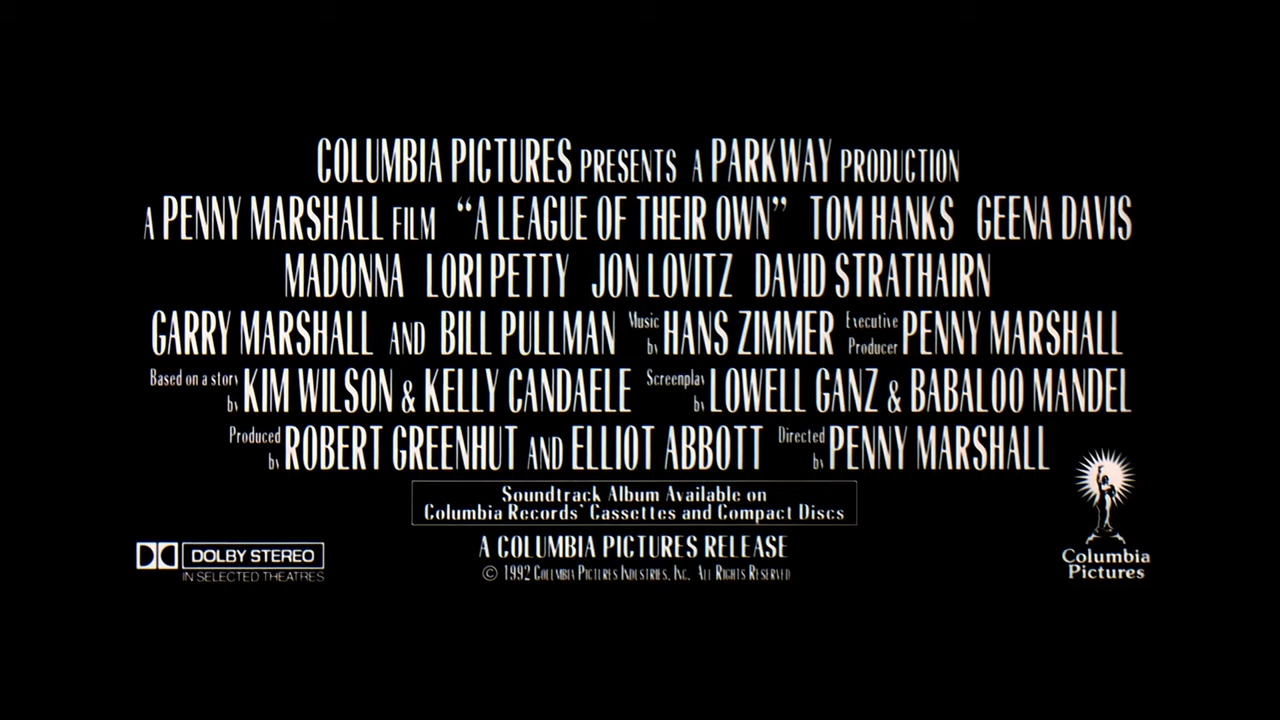 COLUMBIA PICTURES PRESENTS A PARKWAY PRODUCTION
A PENNY MARSHALL FILM “A LEAGUE OF THEIR OWN” TOM HANKS GEENA DAVIS
MADONNA LORI PETTY JON LOVITZ DAVID STRATHAIRN
GARRY MARSHALL AND BILL PULLMAN Music by HANS ZIMMER Executive Producer PENNY MARSHALL
Based on a story by KIM WILSON & KELLY CANDAELE Screenplay by LOWELL GANZ & BABALOO MANDEL
Produced by ROBERT GREENHUT AND ELLIOT ABBOTT Directed by PENNY MARSHALL
Soundtrack Album Available on
Columbia Records' Cassettes and Compact Discs
DOLBY STEREO
IN SELECTED THEATRES
A COLUMBIA PICTURES RELEASE
© 1992 COLUMBIA PICTURES INDUSTRIES, INC. ALL RIGHTS RESERVED
Columbia
Pictures